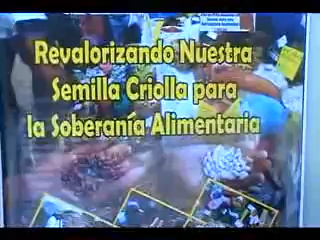 Revalorizando Nuestra
Semilla Criolla para
la Soberanía Alimentaria